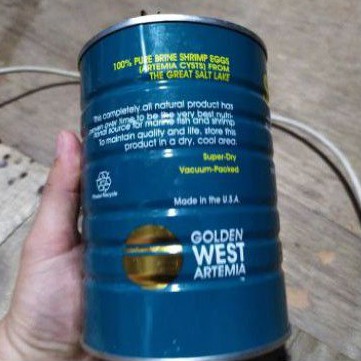 100% PURE BRINE SHRIMP EGGS
(ARTEMIA CYSTS) FROM
THE GREAT SALT LAKE
This completely all natural product has
proven over time to be the very best nutri-
tional source for marine fish and shrimp
To maintain quality and life, store this
product in a dry, cool area.
Super-Dry
Vacuum-Packed
Please Recycle
Made in the U.S.A.
GOLDEN
WEST
ARTEMIA